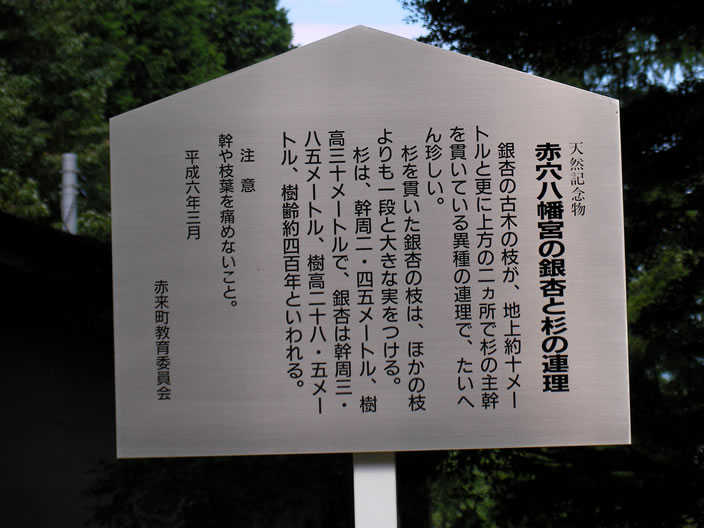 天然記念物
赤穴八幡宮の銀杏と杉の連理
銀杏の古木の枝が、地上約十メー
トルと更に上方の二ヵ所で杉の主幹
を貫いている異種の連理で、たいへ
ん珍しい。
杉を貫いた銀杏の枝は、ほかの枝
よりも一段と大きな実をつける。
杉は、幹周二・四五メートル、樹
高三十メートルで、銀杏は幹周三・
八五メートル、樹高二十八・五メー
トル、樹齢約四百年といわれる。
注意
幹や枝葉を痛めないこと。
平成六年三月
赤来町教育委員会